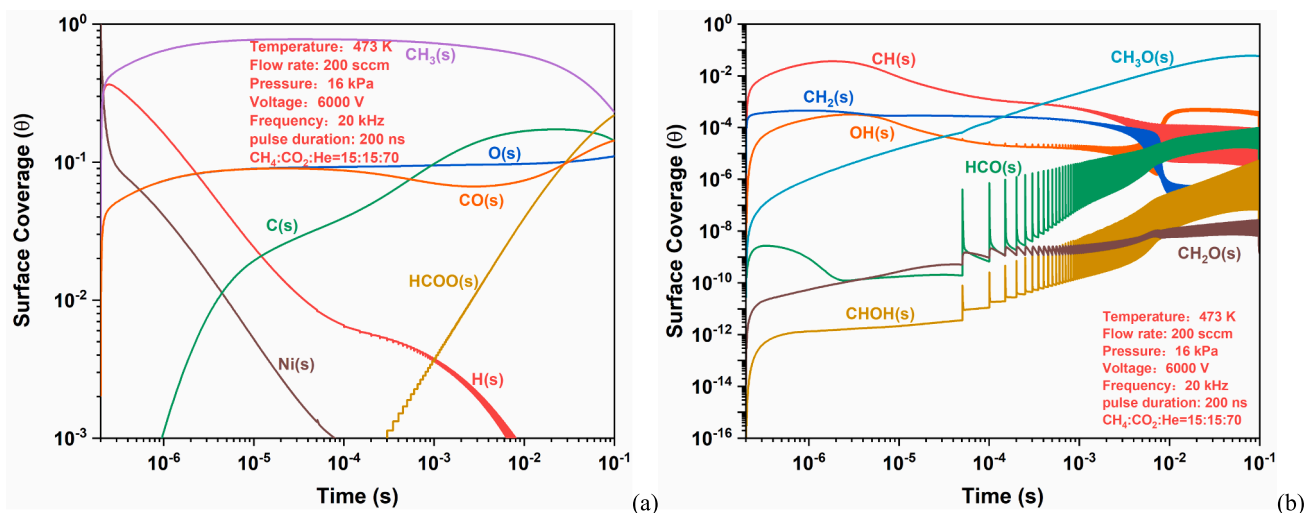 10⁰
10⁻¹
10⁻²
10⁻³
Surface Coverage (θ)
CH₃(s)
Temperature: 473 K
Flow rate: 200 sccm
Pressure: 16 kPa
Voltage: 6000 V
Frequency: 20 kHz
pulse duration: 200 ns
CH₄:CO₂:He=15:15:70
O(s)
CO(s)
C(s)
HCOO(s)
Ni(s)
H(s)
10⁻⁶ 10⁻⁵ 10⁻⁴ 10⁻³ 10⁻² 10⁻¹
Time (s)
(a)
10⁰
10⁻²
10⁻⁴
10⁻⁶
10⁻⁸
10⁻¹⁰
10⁻¹²
10⁻¹⁴
10⁻¹⁶
Surface Coverage (θ)
CH(s)
CH₃O(s)
CH₂(s)
OH(s)
HCO(s)
CH₂O(s)
CHOH(s)
Temperature: 473 K
Flow rate: 200 sccm
Pressure: 16 kPa
Voltage: 6000 V
Frequency: 20 kHz
pulse duration: 200 ns
CH₄:CO₂:He=15:15:70
10⁻⁶ 10⁻⁵ 10⁻⁴ 10⁻³ 10⁻² 10⁻¹
Time (s)
(b)